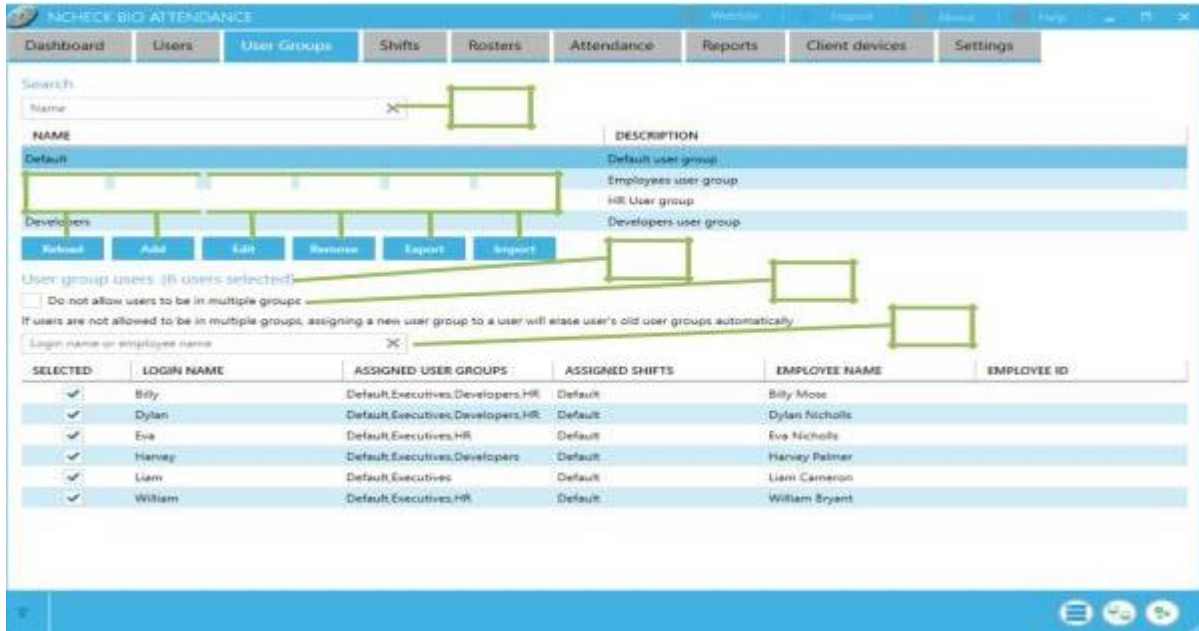 NCHECK BIO ATTENDANCE Website Logout About Help
Dashboard Users User Groups Shifts Rosters Attendance Reports Client devices Settings
Search
Name
NAME DESCRIPTION
Default Default user group
Employees user group
HR User group
Developers Developers user group
Reload Add Edit Remove Export Import
User group users (6 users selected)
Do not allow users to be in multiple groups
If users are not allowed to be in multiple groups, assigning a new user group to a user will erase user's old user groups automatically
Login name or employee name
SELECTED LOGIN NAME ASSIGNED USER GROUPS ASSIGNED SHIFTS EMPLOYEE NAME EMPLOYEE ID
Billy Default,Executives,Developers,HR Default Billy Mose
Dylan Default,Executives,Developers,HR Default Dylan Nicholls
Eva Default,Executives,HR Default Eva Nicholls
Harvey Default,Executives,Developers Default Harvey Palmer
Liam Default,Executives Default Liam Cameron
William Default,Executives,HR Default William Bryant